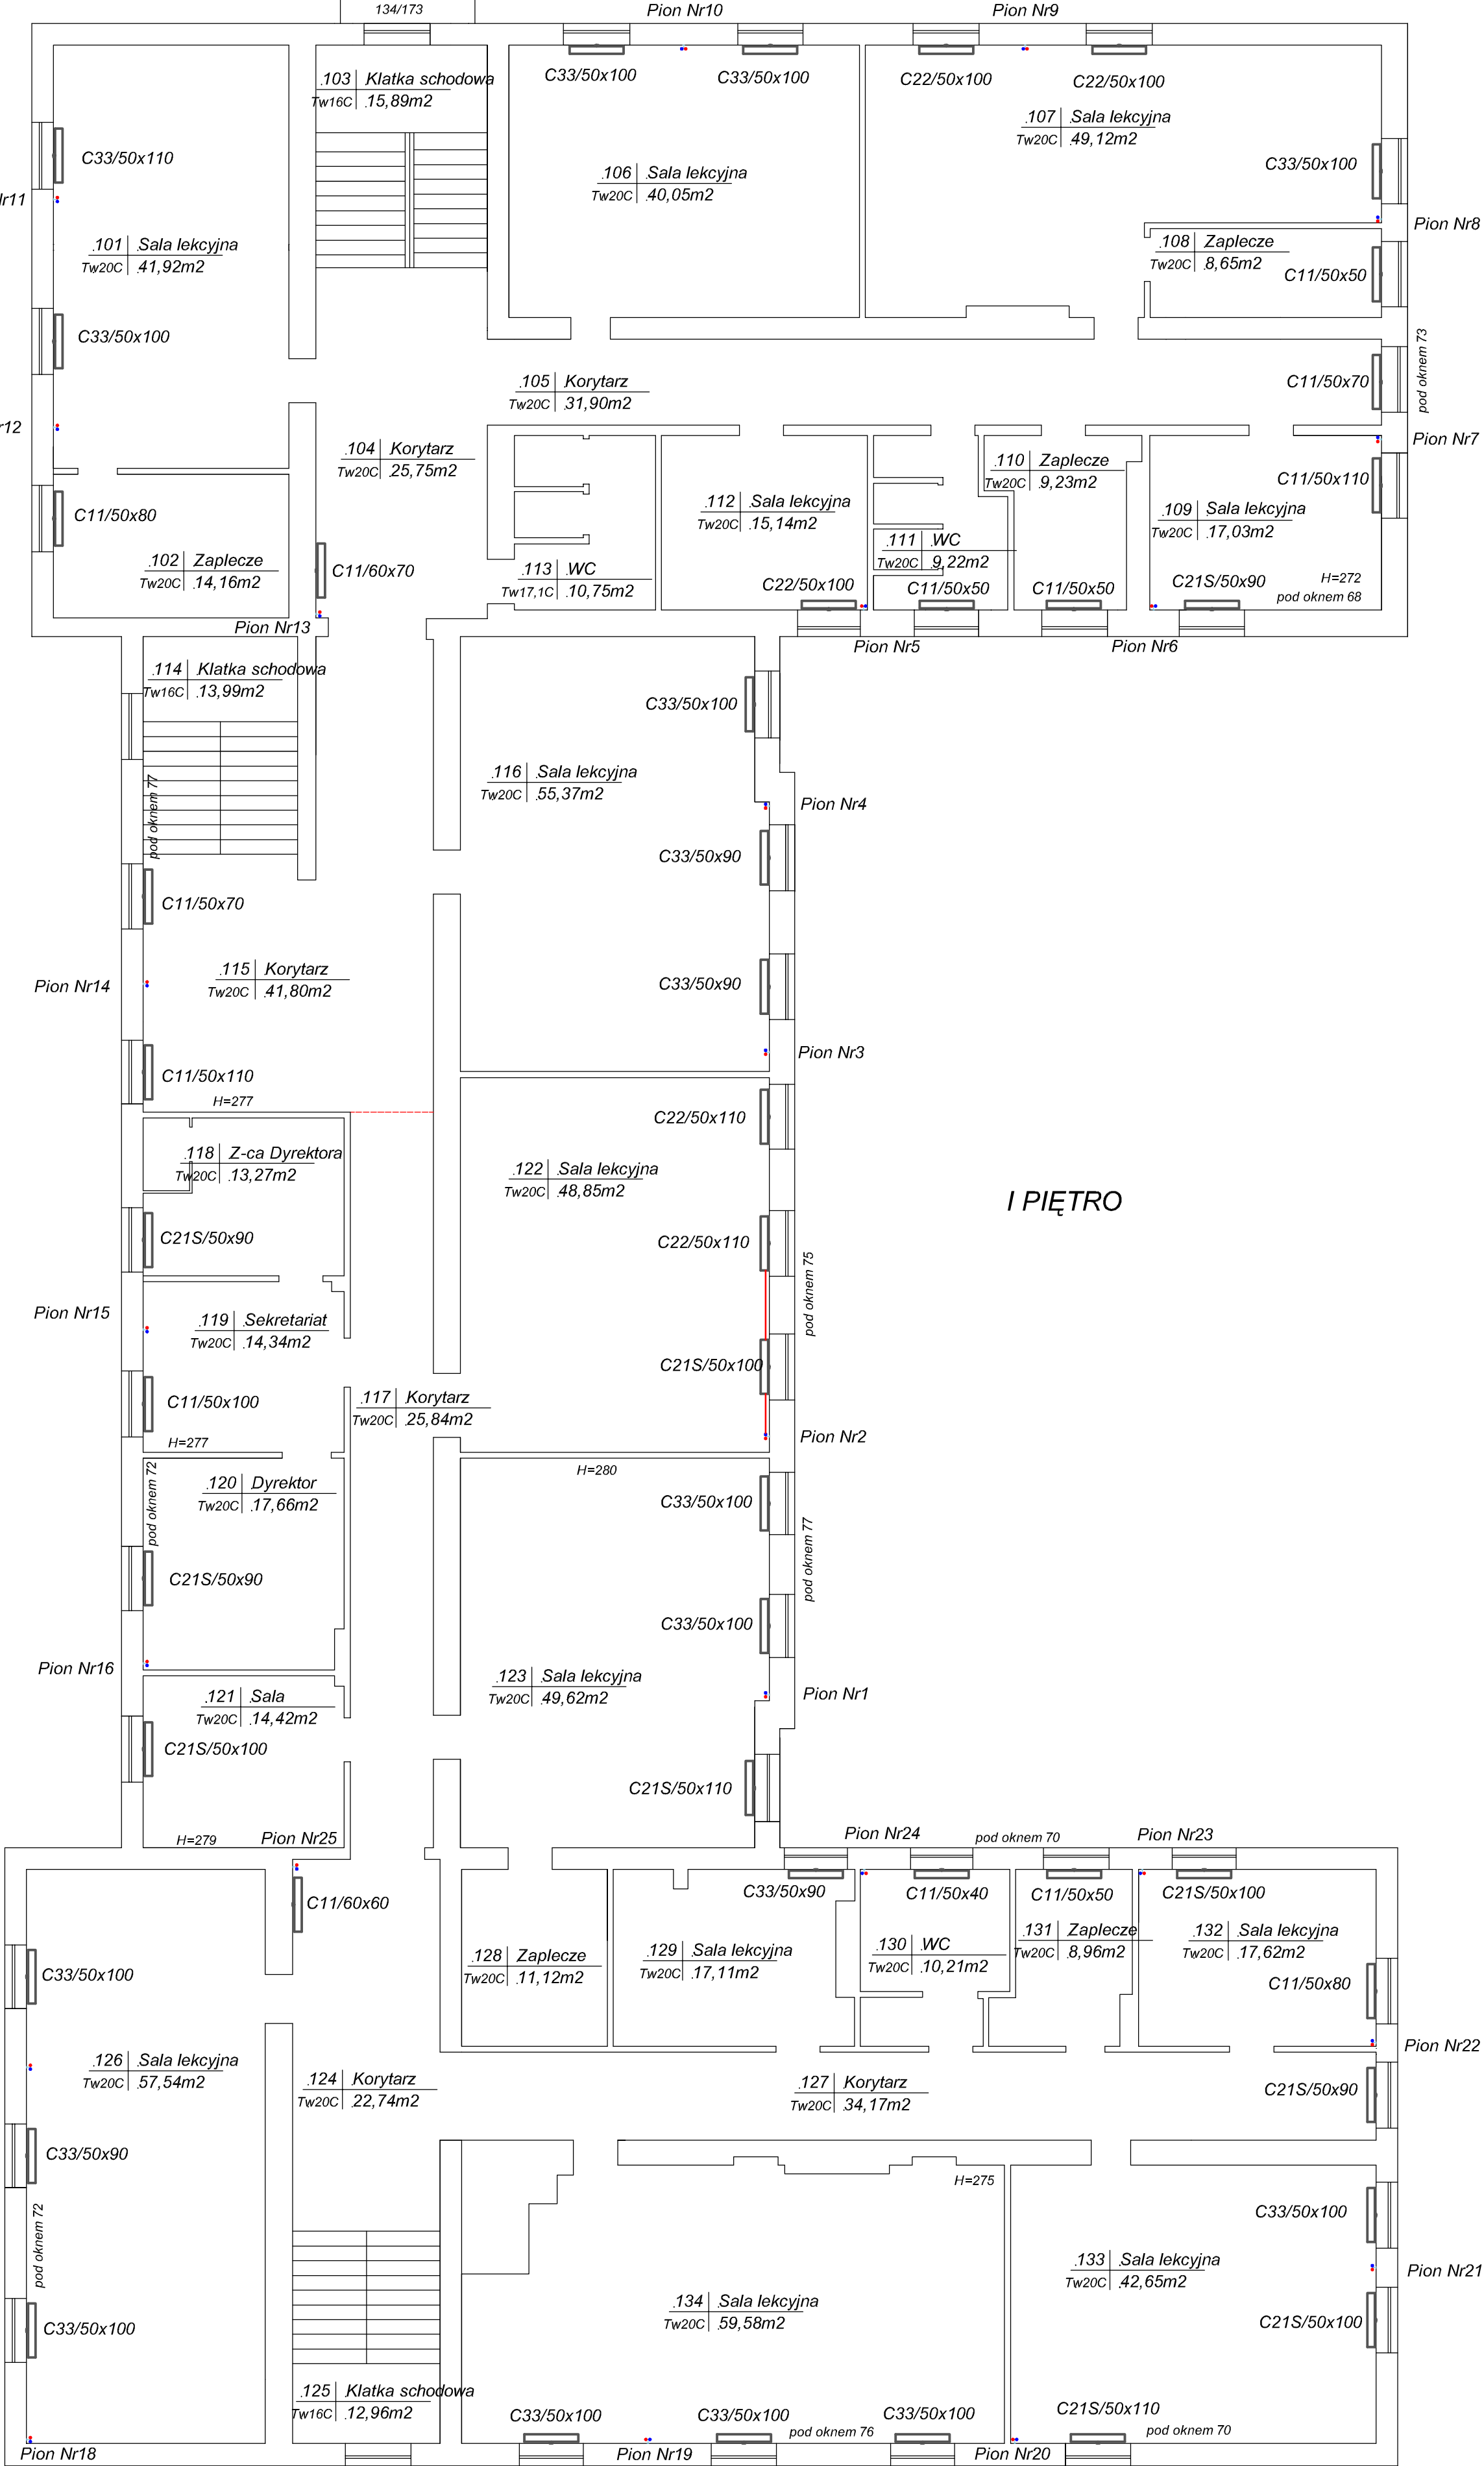 134/173
Pion Nr10
Pion Nr9
.103 .Klatka schodowa
Tw16C .15,89m2
C33/50x100
C33/50x100
C22/50x100
C22/50x100
.107 .Sala lekcyjna
Tw20C .49,12m2
C33/50x110
.106 .Sala lekcyjna
Tw20C .40,05m2
C33/50x100
Nr11
Pion Nr8
.101 .Sala lekcyjna
Tw20C .41,92m2
.108 .Zaplecze
Tw20C .8,65m2
C11/50x50
C33/50x100
pod oknem 73
.105 .Korytarz
Tw20C .31,90m2
C11/50x70
r12
Pion Nr7
.104 .Korytarz
Tw20C .25,75m2
.110 .Zaplecze
Tw20C .9,23m2
C11/50x110
C11/50x80
.112 .Sala lekcyjna
Tw20C .15,14m2
.109 .Sala lekcyjna
Tw20C .17,03m2
.102 .Zaplecze
Tw20C .14,16m2
C11/60x70
.113 .WC
Tw17,1C .10,75m2
.111 .WC
Tw20C .9,22m2
C22/50x100
C11/50x50
C11/50x50
C21S/50x90
H=272
pod oknem 68
Pion Nr13
Pion Nr5
Pion Nr6
.114 .Klatka schodowa
Tw16C .13,99m2
C33/50x100
.116 .Sala lekcyjna
Tw20C .55,37m2
pod oknem 77
Pion Nr4
C33/50x90
C11/50x70
.115 .Korytarz
Tw20C .41,80m2
C33/50x90
Pion Nr14
Pion Nr3
C11/50x110
H=277
C22/50x110
.118 .Z-ca Dyrektora
Tw20C .13,27m2
.122 .Sala lekcyjna
Tw20C .48,85m2
I PIĘTRO
C21S/50x90
C22/50x110
pod oknem 75
Pion Nr15
.119 .Sekretariat
Tw20C .14,34m2
C21S/50x100
C11/50x100
.117 .Korytarz
Tw20C .25,84m2
Pion Nr2
H=277
H=280
.120 .Dyrektor
Tw20C .17,66m2
pod oknem 72
C33/50x100
pod oknem 77
C21S/50x90
C33/50x100
Pion Nr16
.123 .Sala lekcyjna
Tw20C .49,62m2
Pion Nr1
.121 .Sala
Tw20C .14,42m2
C21S/50x100
C21S/50x110
H=279
Pion Nr25
Pion Nr24
pod oknem 70
Pion Nr23
C11/60x60
C33/50x90
C11/50x40
C11/50x50
C21S/50x100
.128 .Zaplecze
Tw20C .11,12m2
.129 .Sala lekcyjna
Tw20C .17,11m2
.130 .WC
Tw20C .10,21m2
.131 .Zaplecze
Tw20C .8,96m2
.132 .Sala lekcyjna
Tw20C .17,62m2
C33/50x100
C11/50x80
Pion Nr22
.126 .Sala lekcyjna
Tw20C .57,54m2
.124 .Korytarz
Tw20C .22,74m2
.127 .Korytarz
Tw20C .34,17m2
C21S/50x90
C33/50x90
H=275
pod oknem 72
C33/50x100
.133 .Sala lekcyjna
Tw20C .42,65m2
Pion Nr21
.134 .Sala lekcyjna
Tw20C .59,58m2
C33/50x100
C21S/50x100
.125 .Klatka schodowa
Tw16C .12,96m2
C33/50x100
C33/50x100
C33/50x100
C21S/50x110
pod oknem 76
pod oknem 70
Pion Nr18
Pion Nr19
Pion Nr20